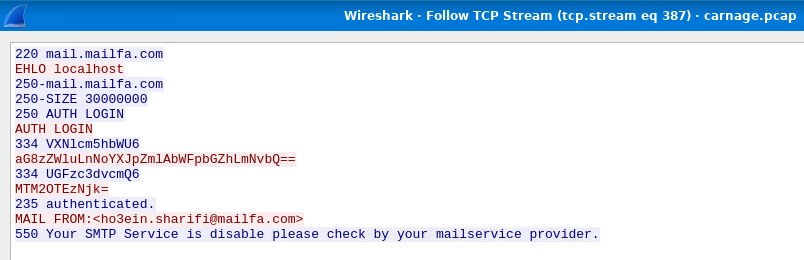 Wireshark · Follow TCP Stream (tcp.stream eq 387) · carnage.pcap
220 mail.mailfa.com
EHLO localhost
250-mail.mailfa.com
250-SIZE 30000000
250 AUTH LOGIN
AUTH LOGIN
334 VXNlcm5hbWU6
aG8zZWluLnNoYXJpZmlAbWFpbGZhLmNvbQ==
334 UGFzc3dvcmQ6
MTM2OTEzNjk=
235 authenticated.
MAIL FROM:<ho3ein.sharifi@mailfa.com>
550 Your SMTP Service is disable please check by your mailservice provider.